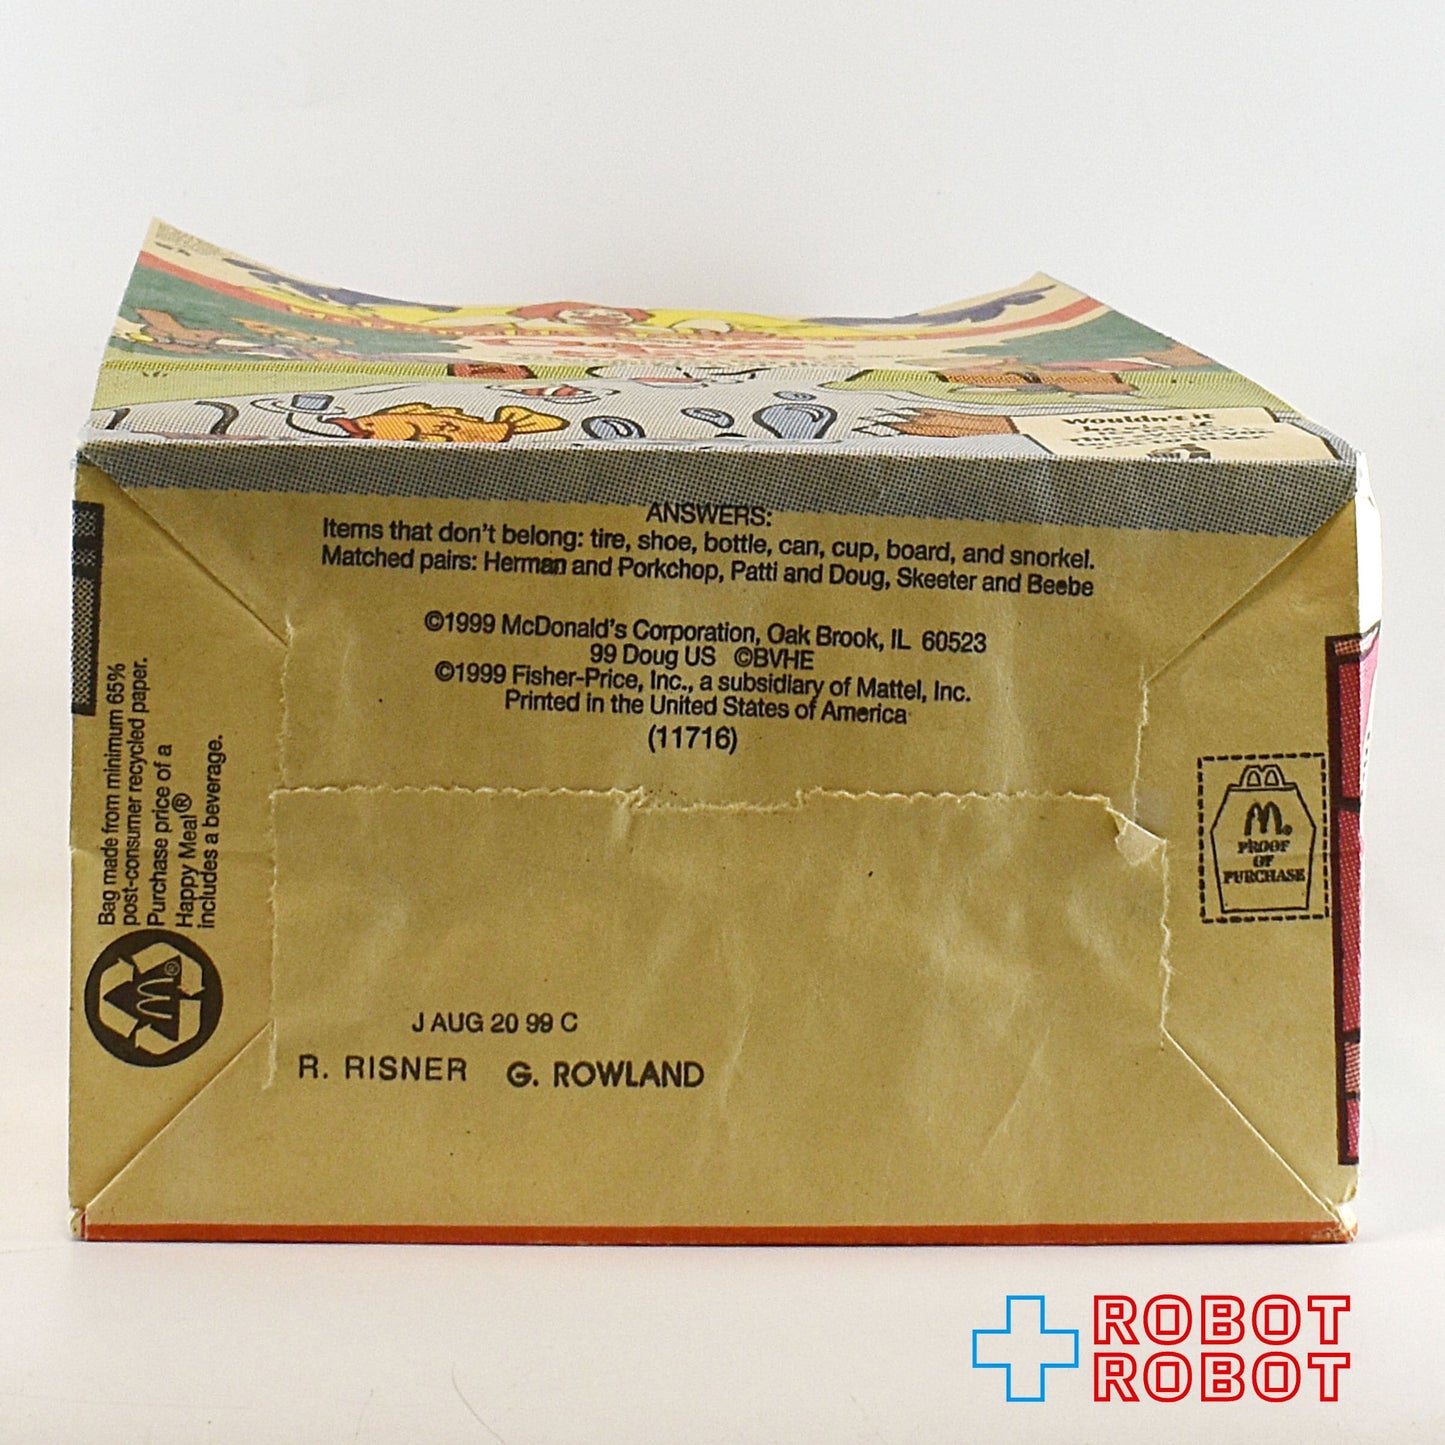 Wouldn't it
ANSWERS:
Items that don't belong: tire, shoe, bottle, can, cup, board, and snorkel.
Matched pairs: Herman and Porkchop, Patti and Doug, Skeeter and Beebe
©1999 McDonald's Corporation, Oak Brook, IL 60523
99 Doug US ©BVHE
©1999 Fisher-Price, Inc., a subsidiary of Mattel, Inc.
Printed in the United States of America
(11716)
Bag made from minimum 65%
post-consumer recycled paper.
Purchase price of a
Happy Meal®
includes a beverage.
M®
M®
PROOF
OF
PURCHASE
J AUG 20 99 C
R. RISNER G. ROWLAND
ROBOT
ROBOT